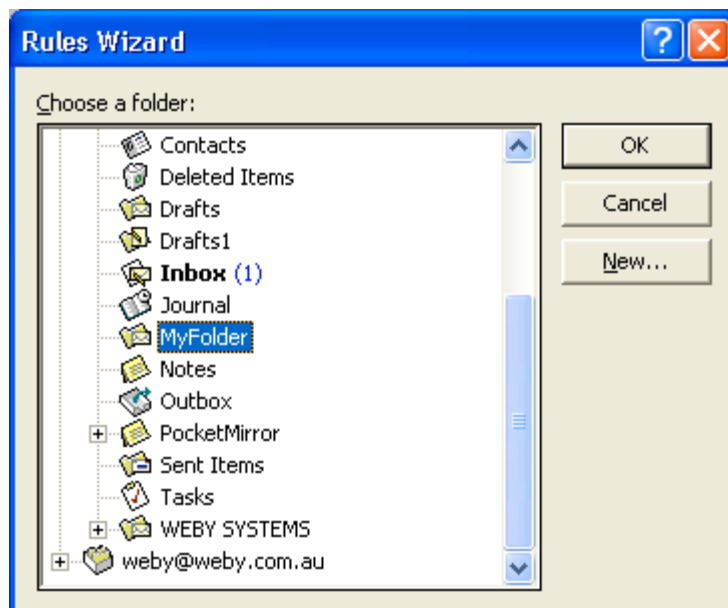 Rules Wizard
Choose a folder:
Contacts
Deleted Items
Drafts
Drafts1
Inbox (1)
Journal
MyFolder
Notes
Outbox
PocketMirror
Sent Items
Tasks
WEBY SYSTEMS
weby@weby.com.au
OK
Cancel
New...